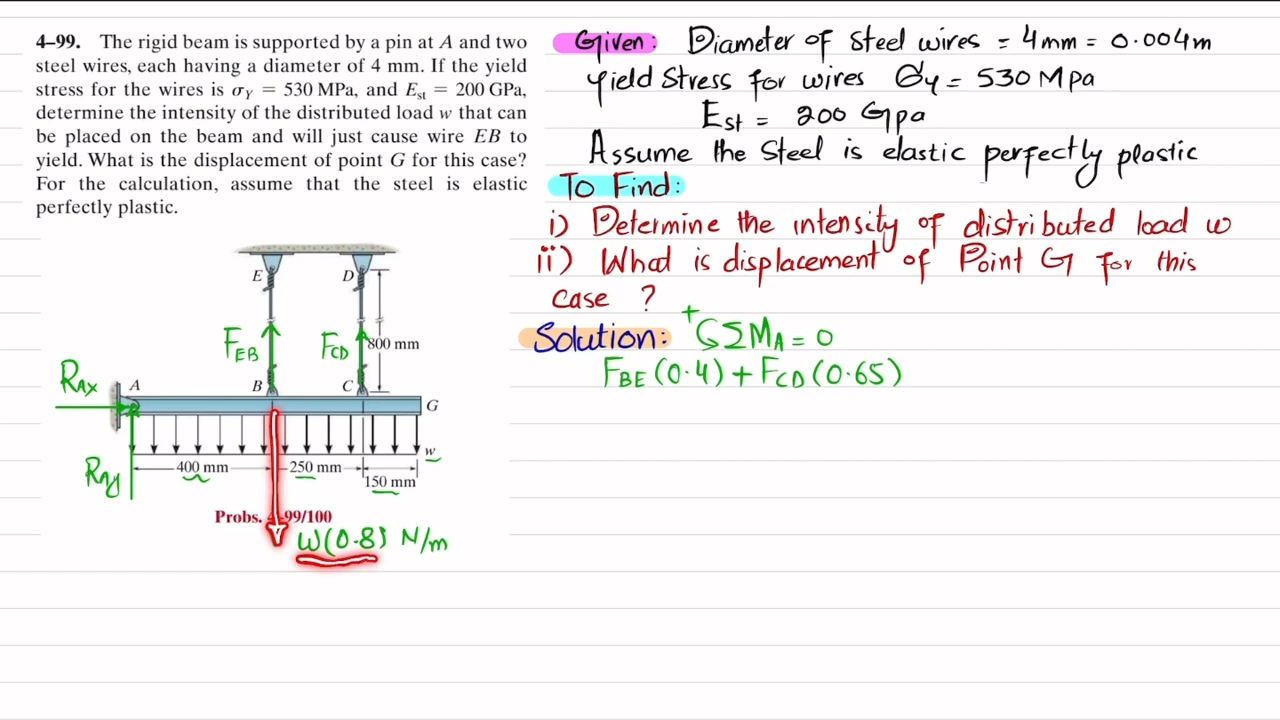 4–99. The rigid beam is supported by a pin at A and two
steel wires, each having a diameter of 4 mm. If the yield
stress for the wires is σY = 530 MPa, and Est = 200 GPa,
determine the intensity of the distributed load w that can
be placed on the beam and will just cause wire EB to
yield. What is the displacement of point G for this case?
For the calculation, assume that the steel is elastic
perfectly plastic.
E
D
FEB
FCD
800 mm
RAx
A
B
C
G
w
RAy
400 mm
250 mm
150 mm
Probs. 4–99/100
W(0.8) N/m
Given: Diameter of Steel wires = 4mm = 0.004m
Yield Stress for wires σy = 530 MPa
Est = 200 Gpa
Assume the Steel is elastic perfectly plastic
To Find:
i) Determine the intensity of distributed load w
ii) What is displacement of Point G for this
case ?
Solution: +↺ΣMA = 0
FBE (0.4) + FCD (0.65)